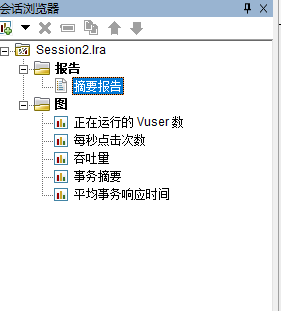 会话浏览器
Session2.lra
报告
摘要报告
图
正在运行的 Vuser 数
每秒点击次数
吞吐量
事务摘要
平均事务响应时间